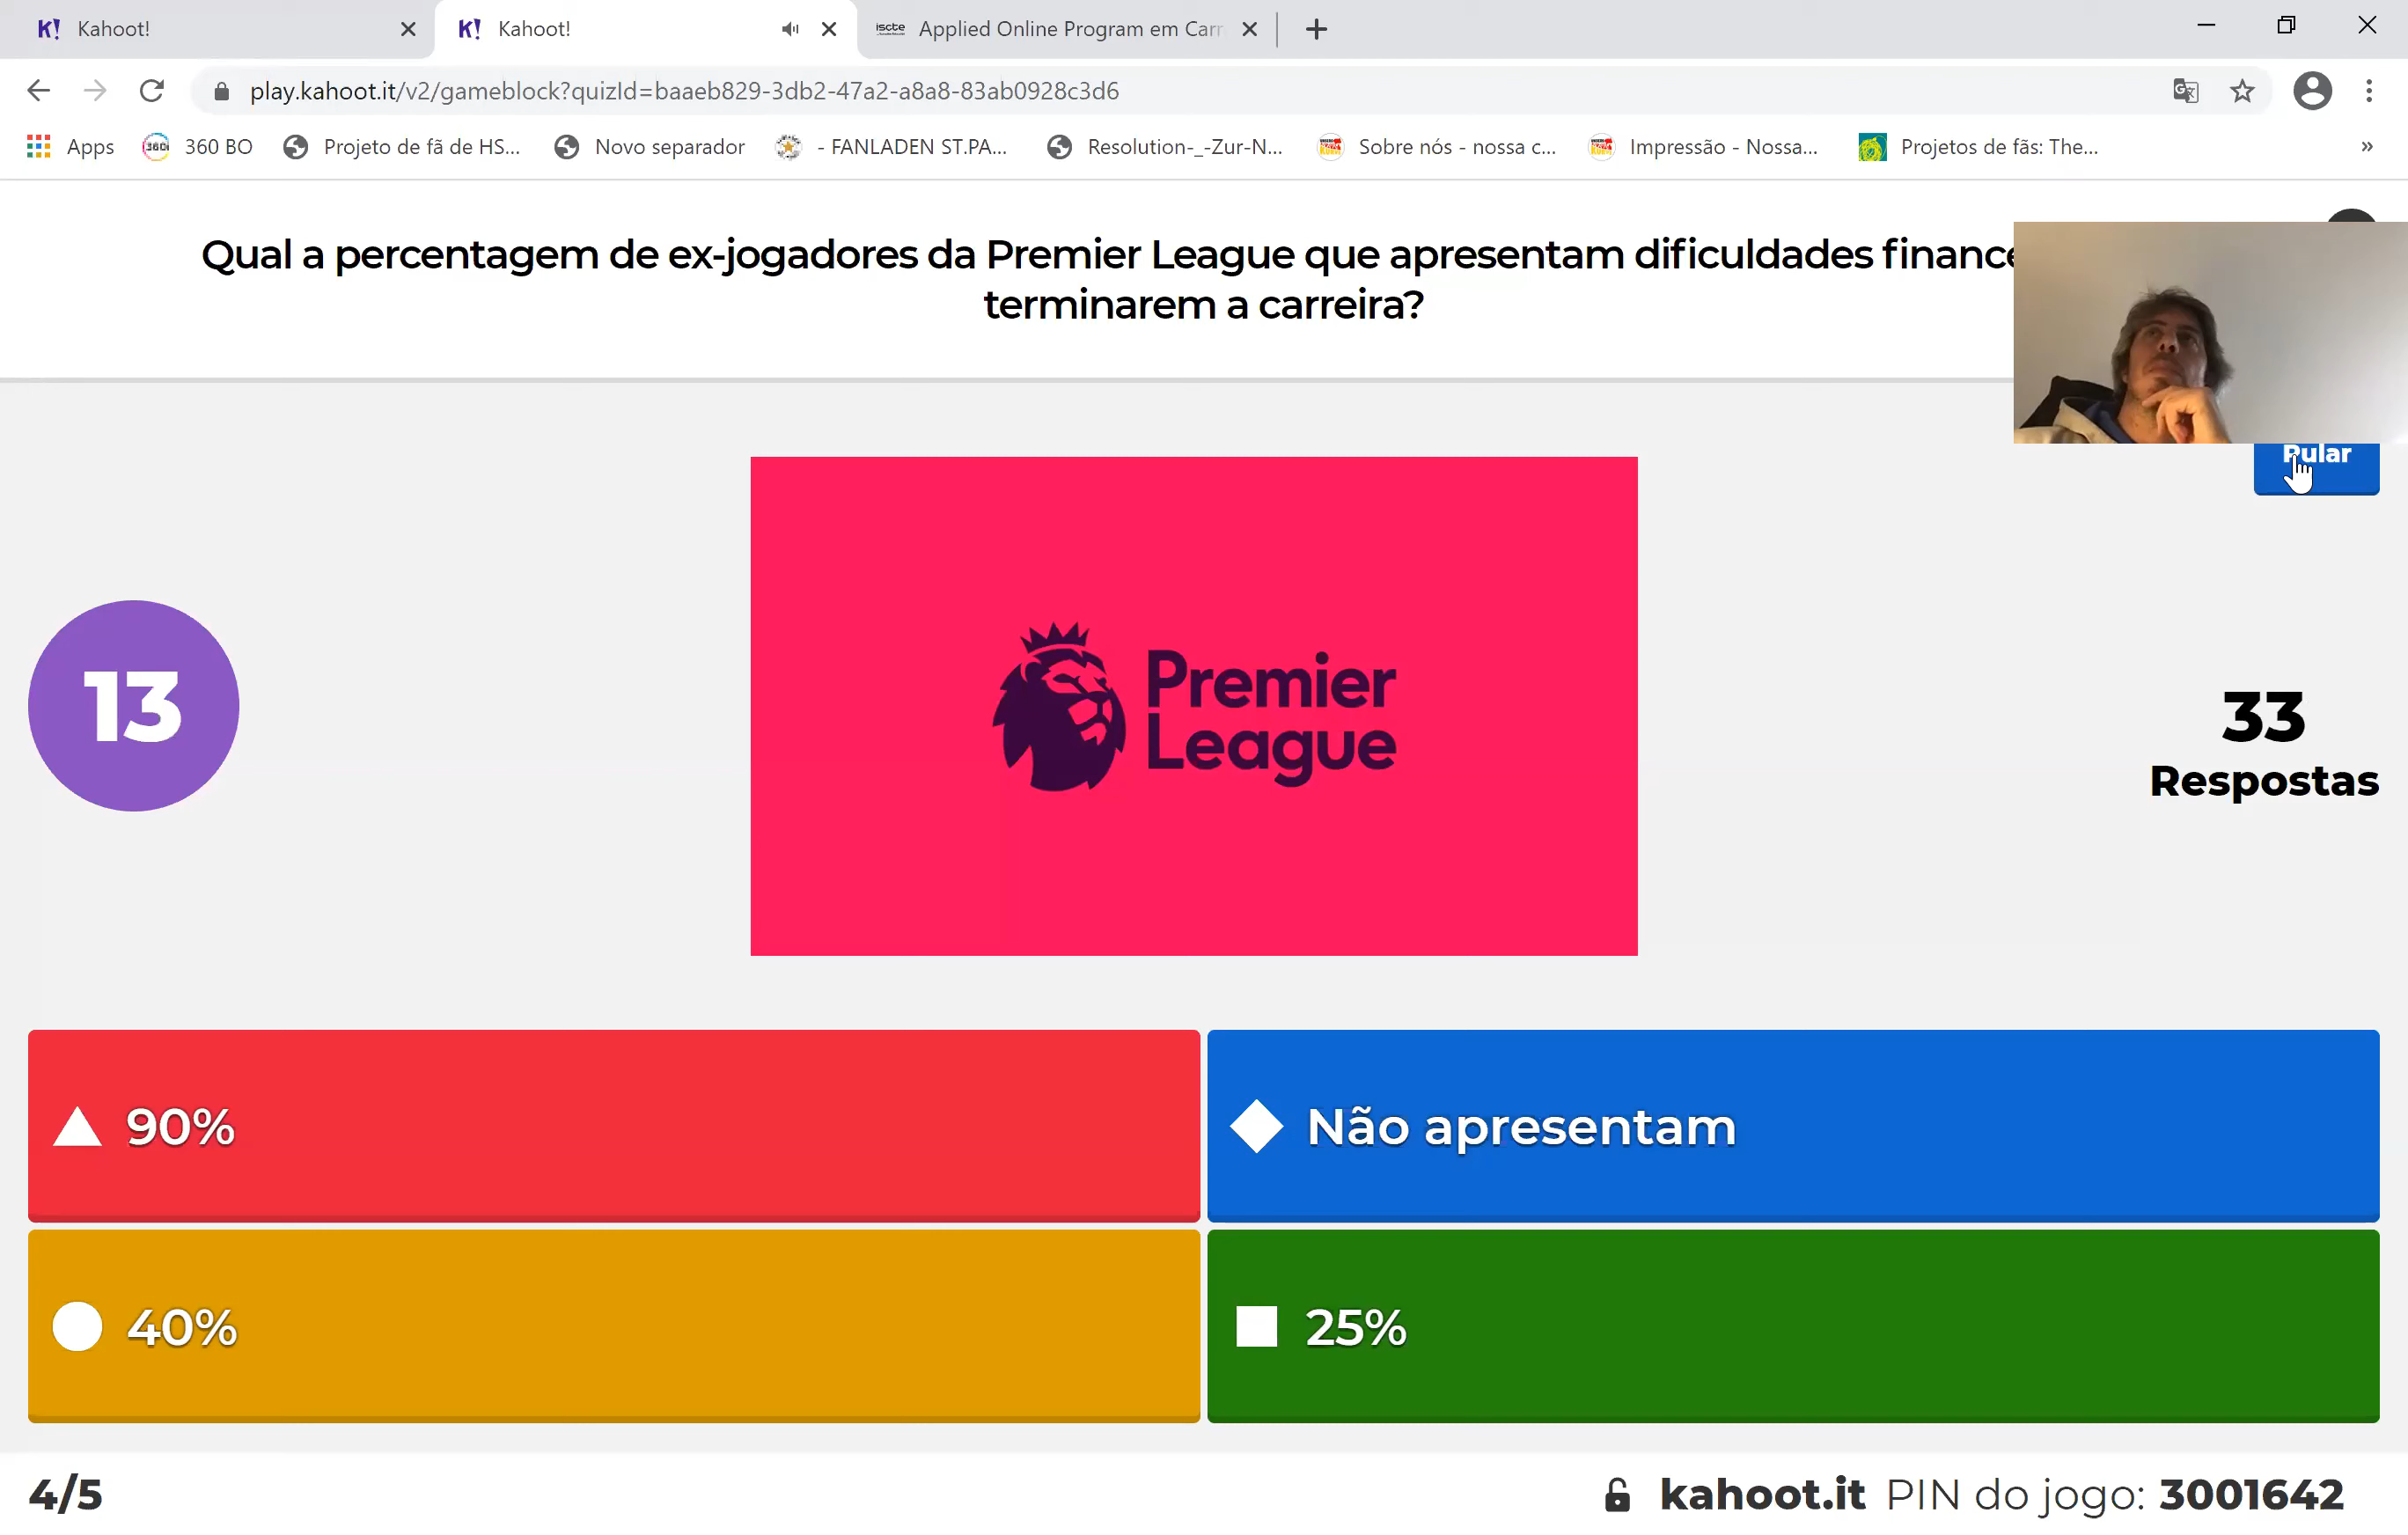 Kahoot!
Kahoot!
iscte Applied Online Program em Carr
play.kahoot.it/v2/gameblock?quizId=baaeb829-3db2-47a2-a8a8-83ab0928c3d6
Apps 360 BO Projeto de fã de HS... Novo separador - FANLADEN ST.PA... Resolution-_-Zur-N... Sobre nós - nossa c... Impressão - Nossa... Projetos de fãs: The... »
Qual a percentagem de ex-jogadores da Premier League que apresentam dificuldades finance
terminarem a carreira?
Pular
13
Premier
League
33
Respostas
90%
Não apresentam
40%
25%
4/5
kahoot.it PIN do jogo: 3001642